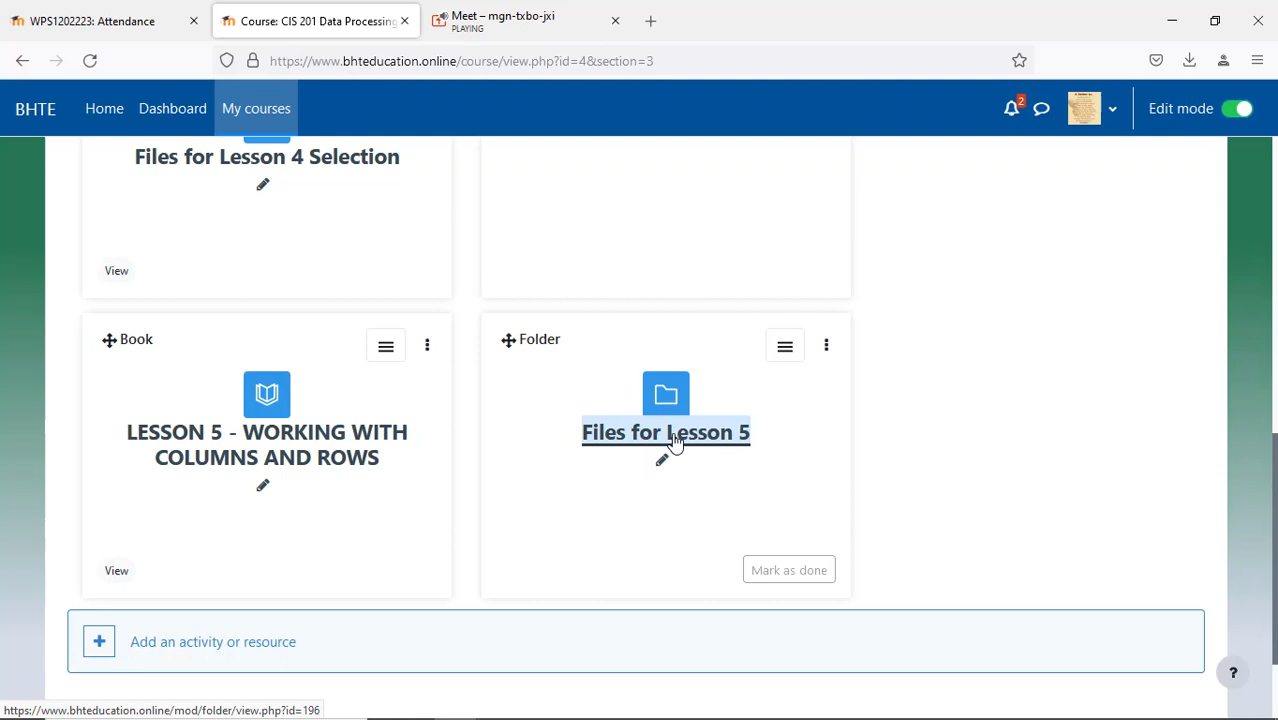 WPS1202223: Attendance
Course: CIS 201 Data Processing
Meet – mgn-txbo-jxi
PLAYING
https://www.bhteducation.online/course/view.php?id=4&section=3
BHTE
Home
Dashboard
My courses
2
Edit mode
Files for Lesson 4 Selection
View
Book
Folder
LESSON 5 - WORKING WITH
COLUMNS AND ROWS
Files for Lesson 5
View
Mark as done
Add an activity or resource
?
https://www.bhteducation.online/mod/folder/view.php?id=196